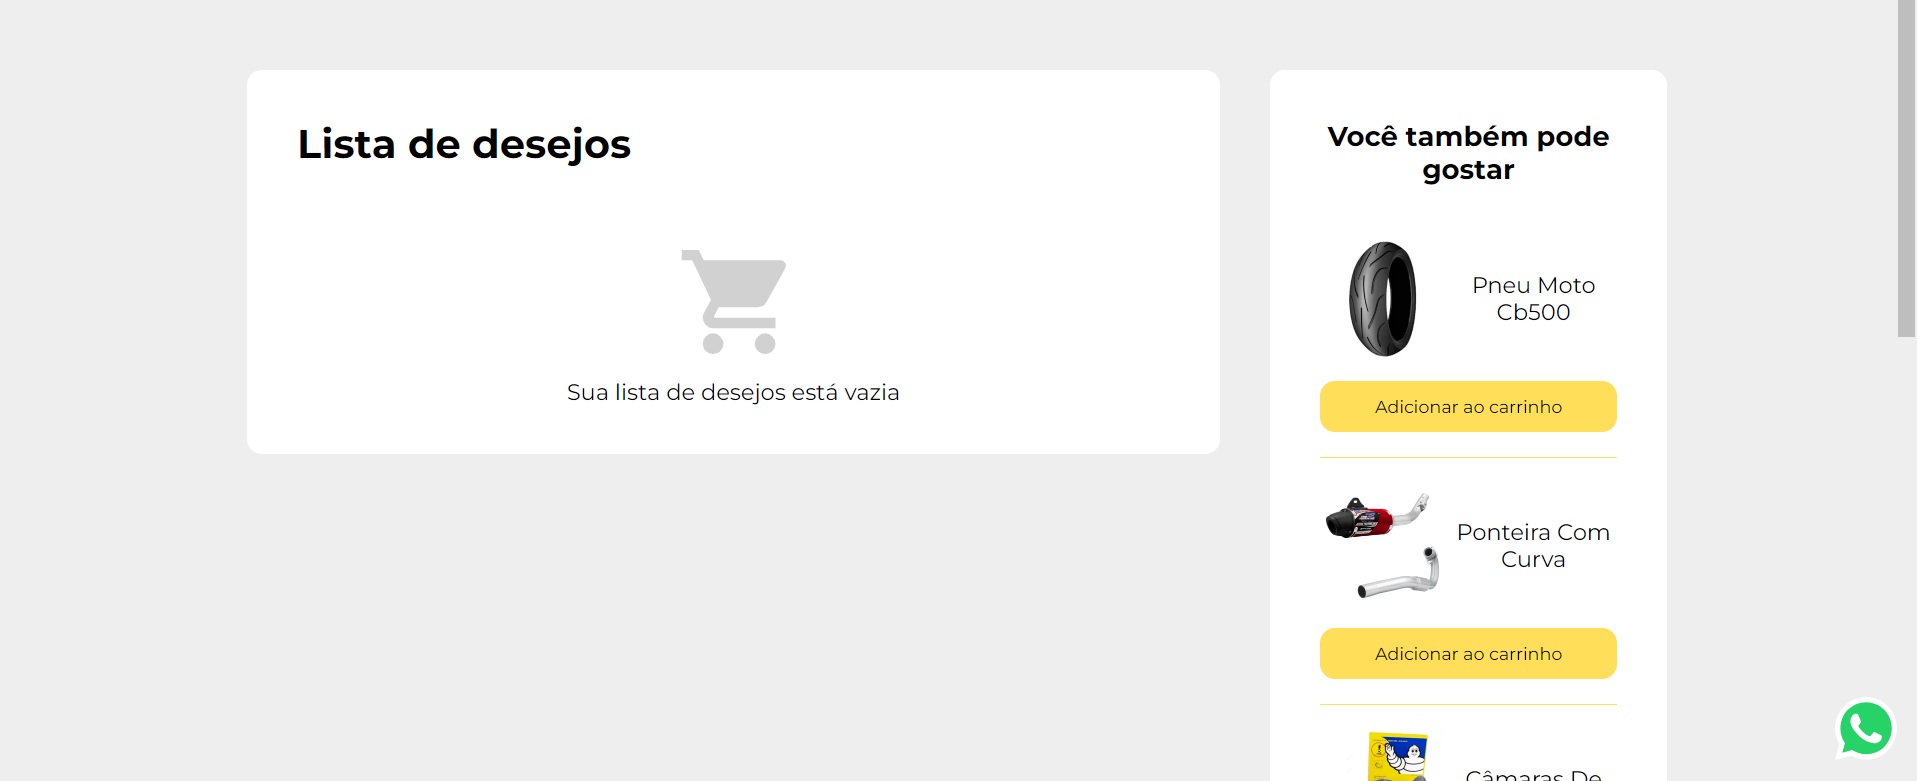 Lista de desejos
Sua lista de desejos está vazia
Você também pode
gostar
Pneu Moto
Cb500
Adicionar ao carrinho
Ponteira Com
Curva
Adicionar ao carrinho
Câmaras De